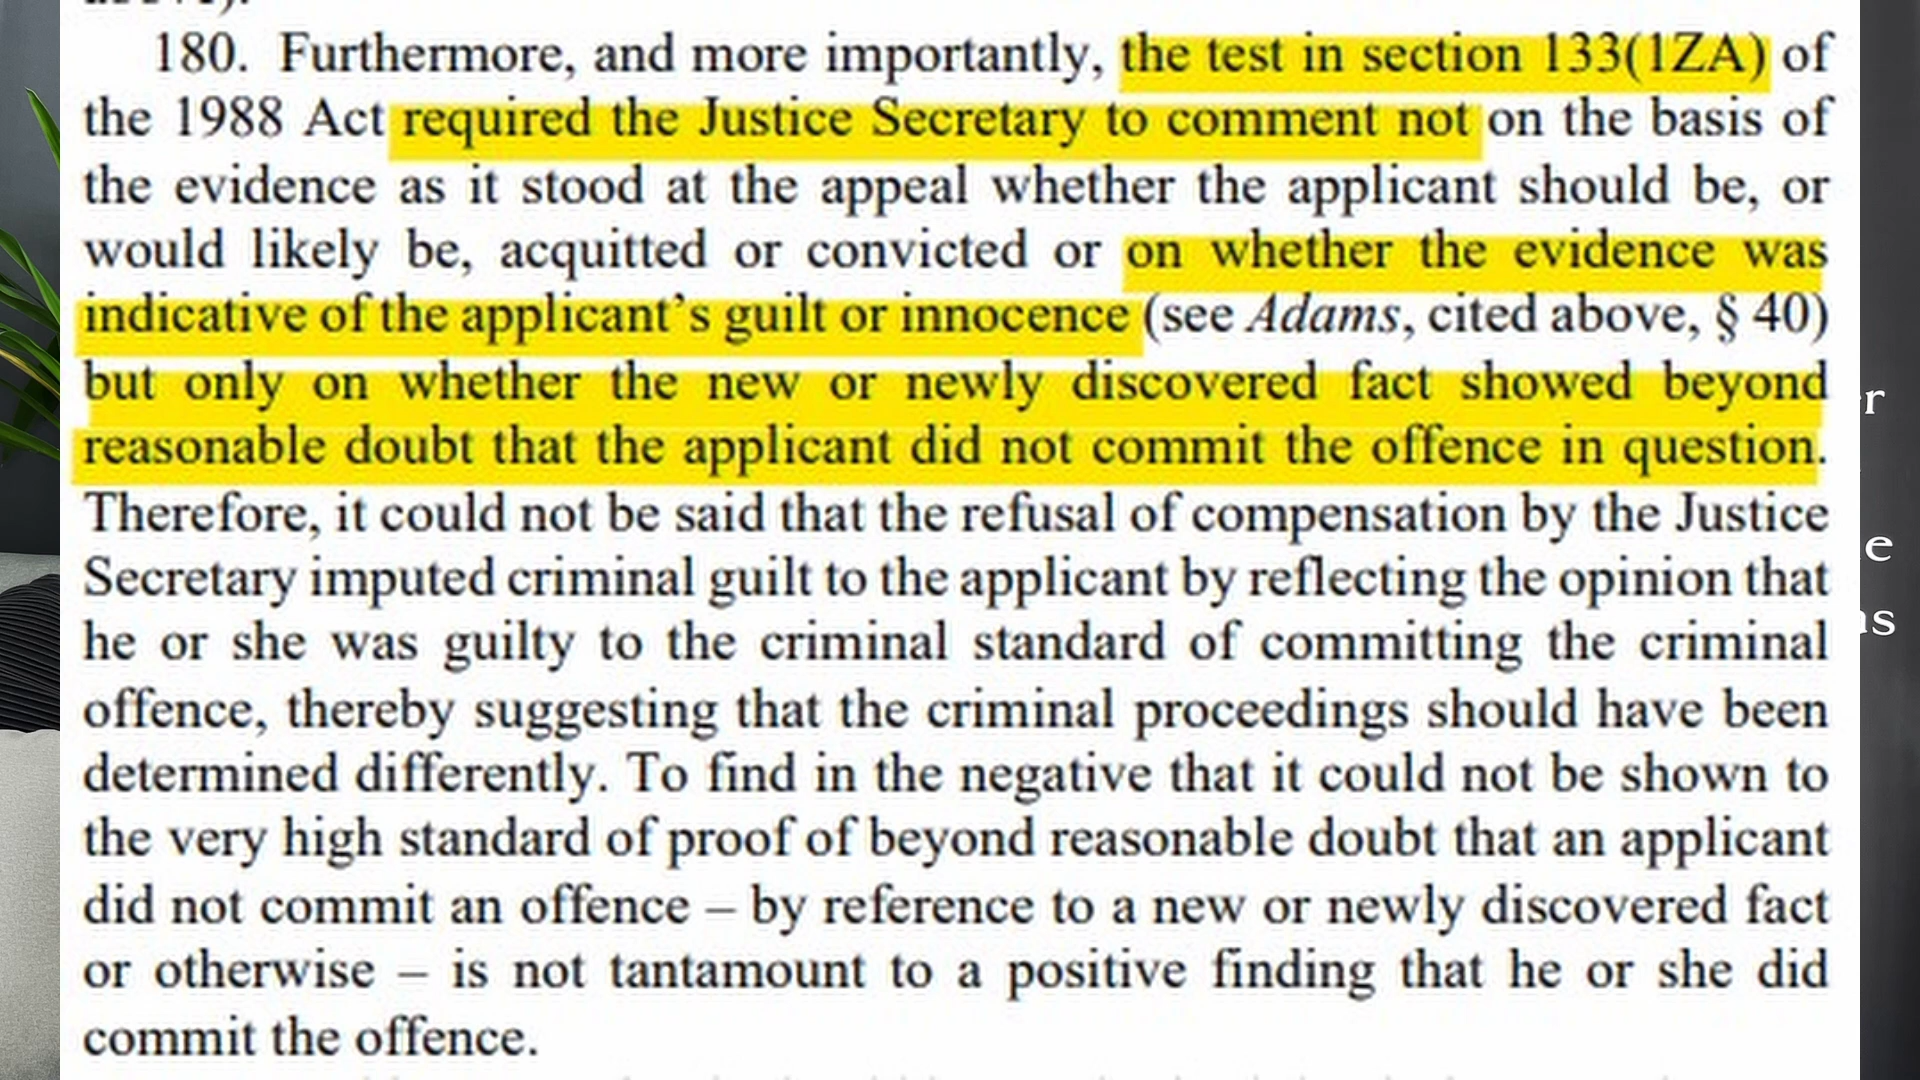 180. Furthermore, and more importantly, the test in section 133(1ZA) of
the 1988 Act required the Justice Secretary to comment not on the basis of
the evidence as it stood at the appeal whether the applicant should be, or
would likely be, acquitted or convicted or on whether the evidence was
indicative of the applicant’s guilt or innocence (see Adams, cited above, § 40)
but only on whether the new or newly discovered fact showed beyond
reasonable doubt that the applicant did not commit the offence in question.
Therefore, it could not be said that the refusal of compensation by the Justice
Secretary imputed criminal guilt to the applicant by reflecting the opinion that
he or she was guilty to the criminal standard of committing the criminal
offence, thereby suggesting that the criminal proceedings should have been
determined differently. To find in the negative that it could not be shown to
the very high standard of proof of beyond reasonable doubt that an applicant
did not commit an offence – by reference to a new or newly discovered fact
or otherwise – is not tantamount to a positive finding that he or she did
commit the offence.